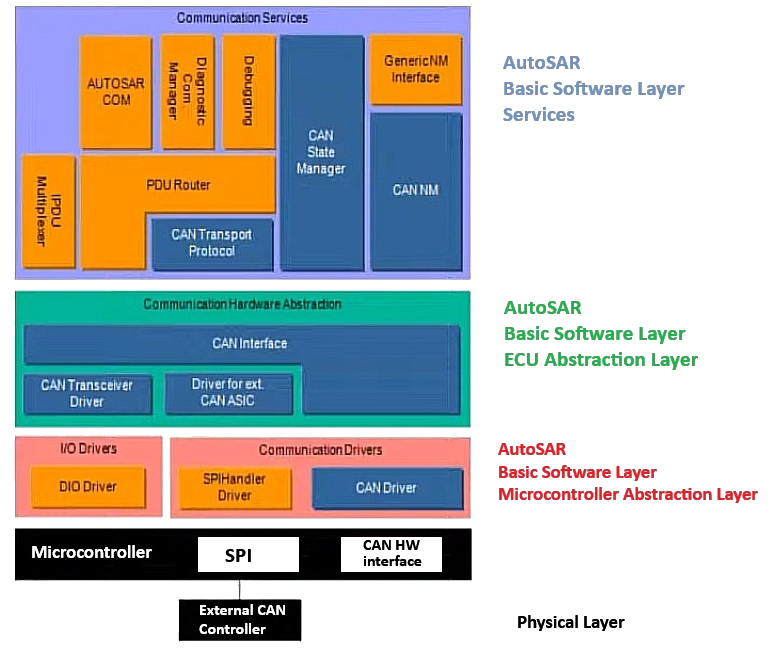 Communication Services
AUTOSAR
COM
Diagnostic
Com.
Manager
Debugging
CAN
State
Manager
GenericNM
Interface
CAN NM
IPDU
Multiplexer
PDU Router
CAN Transport
Protocol
AutoSAR
Basic Software Layer
Services
Communication Hardware Abstraction
CAN Interface
CAN Transceiver
Driver
Driver for ext.
CAN ASIC
AutoSAR
Basic Software Layer
ECU Abstraction Layer
I/O Drivers
DIO Driver
Communication Drivers
SPIHandler
Driver
CAN Driver
AutoSAR
Basic Software Layer
Microcontroller Abstraction Layer
Microcontroller
SPI
CAN HW
interface
External CAN
Controller
Physical Layer